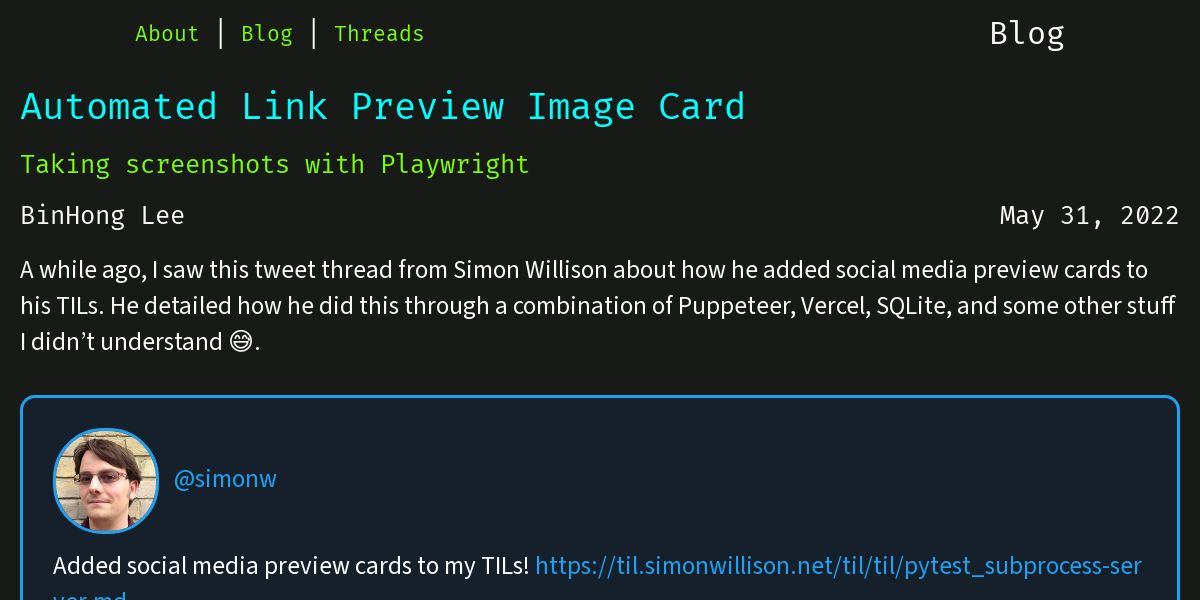 About | Blog | Threads Blog
Automated Link Preview Image Card
Taking screenshots with Playwright
BinHong Lee May 31, 2022
A while ago, I saw this tweet thread from Simon Willison about how he added social media preview cards to
his TILs. He detailed how he did this through a combination of Puppeteer, Vercel, SQLite, and some other stuff
I didn’t understand 😅.
@simonw
Added social media preview cards to my TILs! https://til.simonwillison.net/til/til/pytest_subprocess-ser
ver.md